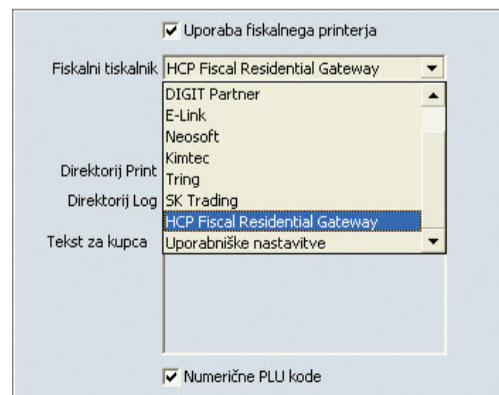 Uporaba fiskalnega printerja
Fiskalni tiskalnik HCP Fiscal Residential Gateway
DIGIT Partner
E-Link
Neosoft
Kimtec
Direktorij Print Tring
Direktorij Log SK Trading
HCP Fiscal Residential Gateway
Tekst za kupca Uporabniške nastavitve
Numerične PLU kode